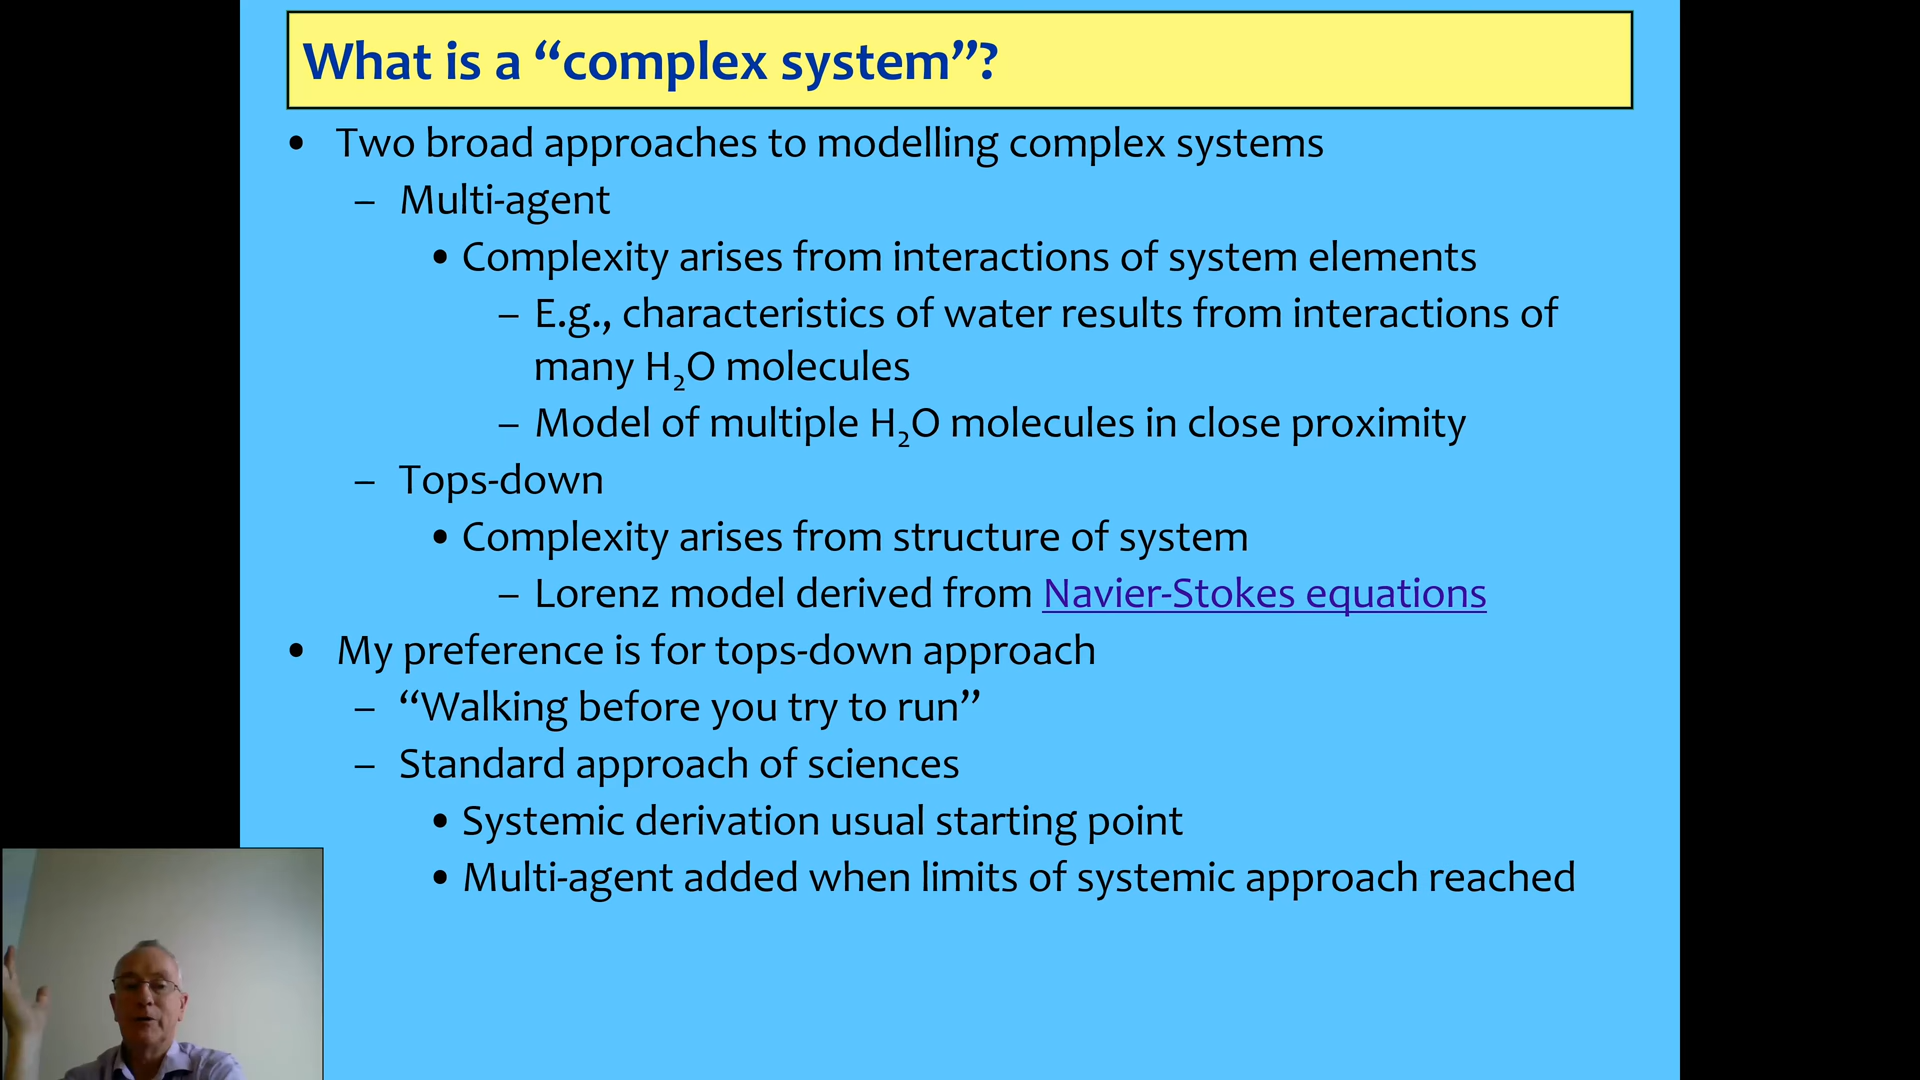 What is a “complex system”?
• Two broad approaches to modelling complex systems
– Multi-agent
• Complexity arises from interactions of system elements
– E.g., characteristics of water results from interactions of
many H₂O molecules
– Model of multiple H₂O molecules in close proximity
– Tops-down
• Complexity arises from structure of system
– Lorenz model derived from Navier-Stokes equations
• My preference is for tops-down approach
– “Walking before you try to run”
– Standard approach of sciences
• Systemic derivation usual starting point
• Multi-agent added when limits of systemic approach reached